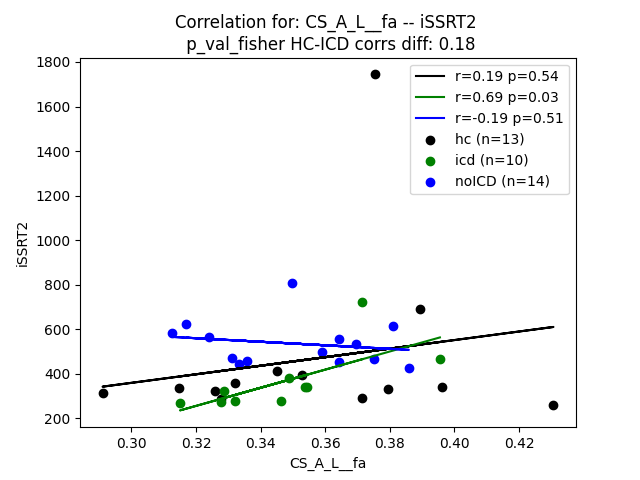 Correlation for: CS_A_L__fa -- iSSRT2
p_val_fisher HC-ICD corrs diff: 0.18
1800
1600
1400
1200
1000
800
600
400
200
iSSRT2
r=0.19 p=0.54
r=0.69 p=0.03
r=-0.19 p=0.51
hc (n=13)
icd (n=10)
noICD (n=14)
0.30 0.32 0.34 0.36 0.38 0.40 0.42
CS_A_L__fa